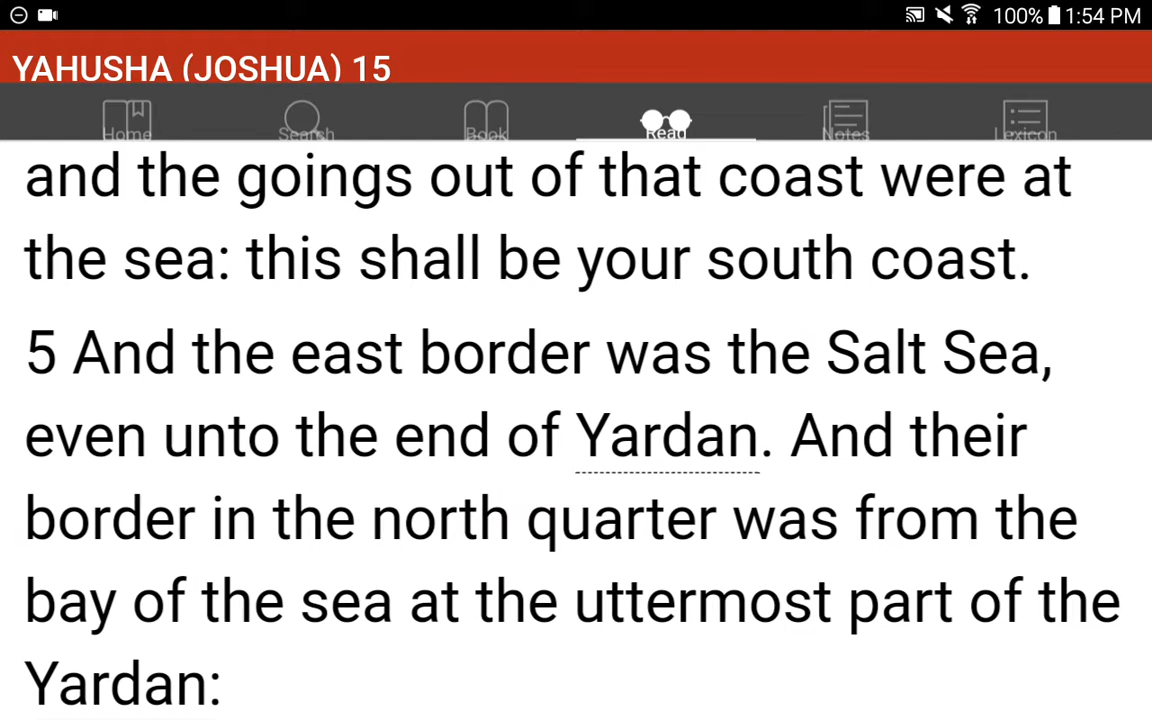 100% 1:54 PM
YAHUSHA (JOSHUA) 15
Home Search Book Read Notes Lexicon
and the goings out of that coast were at
the sea: this shall be your south coast.
5 And the east border was the Salt Sea,
even unto the end of Yardan. And their
border in the north quarter was from the
bay of the sea at the uttermost part of the
Yardan: